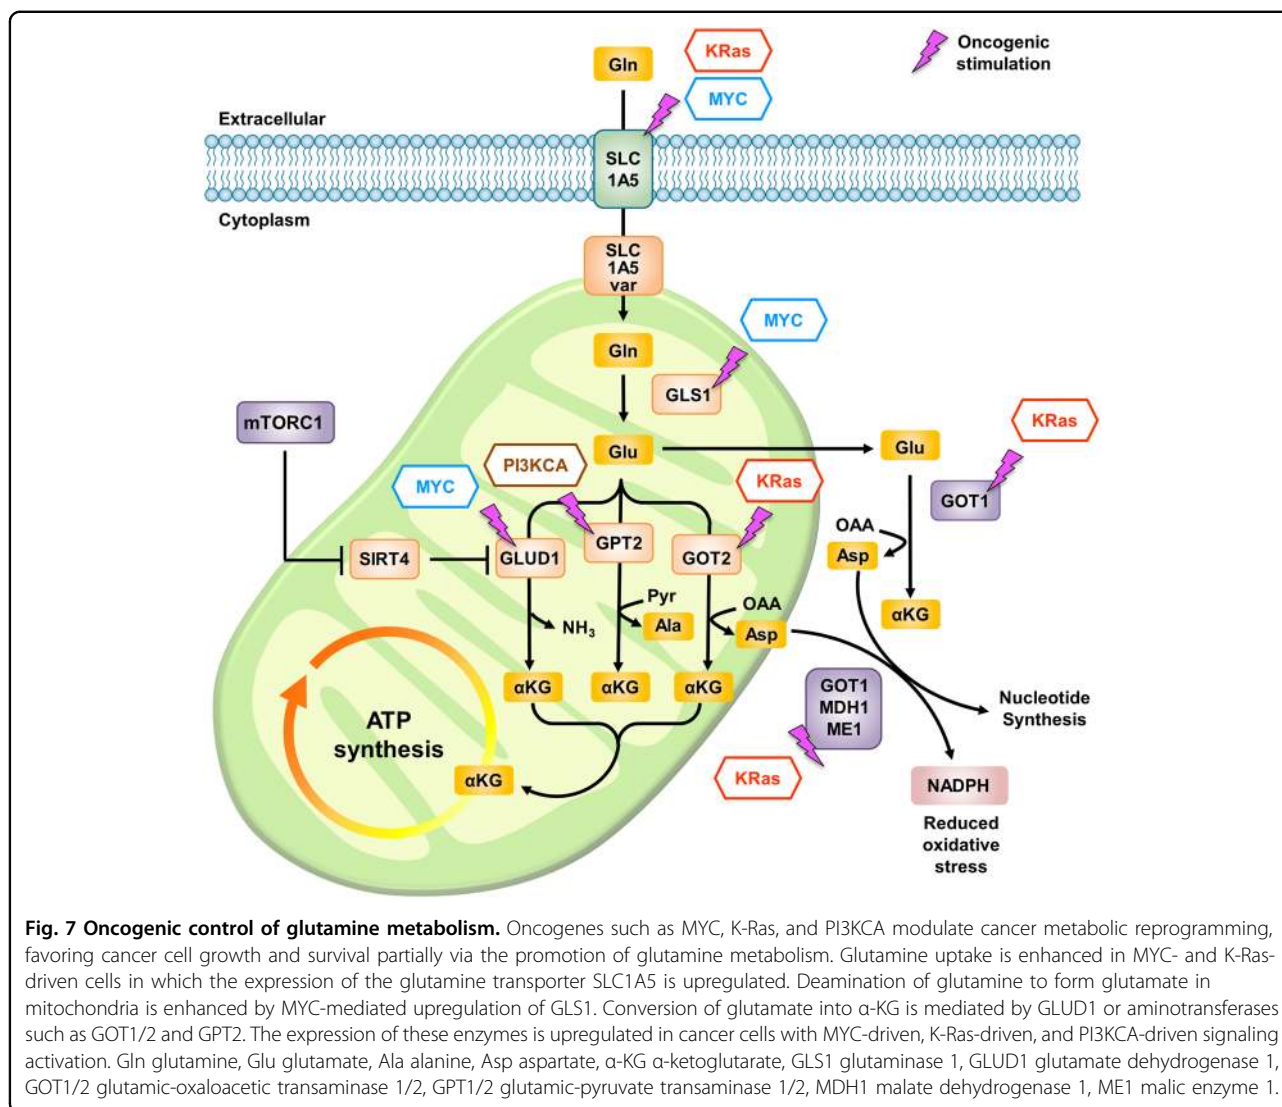 Gln
KRas
MYC
Oncogenic
stimulation
Extracellular
SLC
1A5
Cytoplasm
SLC
1A5
var
MYC
Gln
GLS1
mTORC1
Glu
Glu
KRas
PI3KCA
MYC
KRas
GOT1
SIRT4
GLUD1
GPT2
GOT2
OAA
Asp
αKG
Pyr
NH₃
Ala
OAA
Asp
αKG
αKG
αKG
GOT1
MDH1
ME1
Nucleotide
Synthesis
ATP
synthesis
αKG
KRas
NADPH
Reduced
oxidative
stress
Fig. 7 Oncogenic control of glutamine metabolism. Oncogenes such as MYC, K-Ras, and PI3KCA modulate cancer metabolic reprogramming,
favoring cancer cell growth and survival partially via the promotion of glutamine metabolism. Glutamine uptake is enhanced in MYC- and K-Ras-
driven cells in which the expression of the glutamine transporter SLC1A5 is upregulated. Deamination of glutamine to form glutamate in
mitochondria is enhanced by MYC-mediated upregulation of GLS1. Conversion of glutamate into α-KG is mediated by GLUD1 or aminotransferases
such as GOT1/2 and GPT2. The expression of these enzymes is upregulated in cancer cells with MYC-driven, K-Ras-driven, and PI3KCA-driven signaling
activation. Gln glutamine, Glu glutamate, Ala alanine, Asp aspartate, α-KG α-ketoglutarate, GLS1 glutaminase 1, GLUD1 glutamate dehydrogenase 1,
GOT1/2 glutamic-oxaloacetic transaminase 1/2, GPT1/2 glutamic-pyruvate transaminase 1/2, MDH1 malate dehydrogenase 1, ME1 malic enzyme 1.